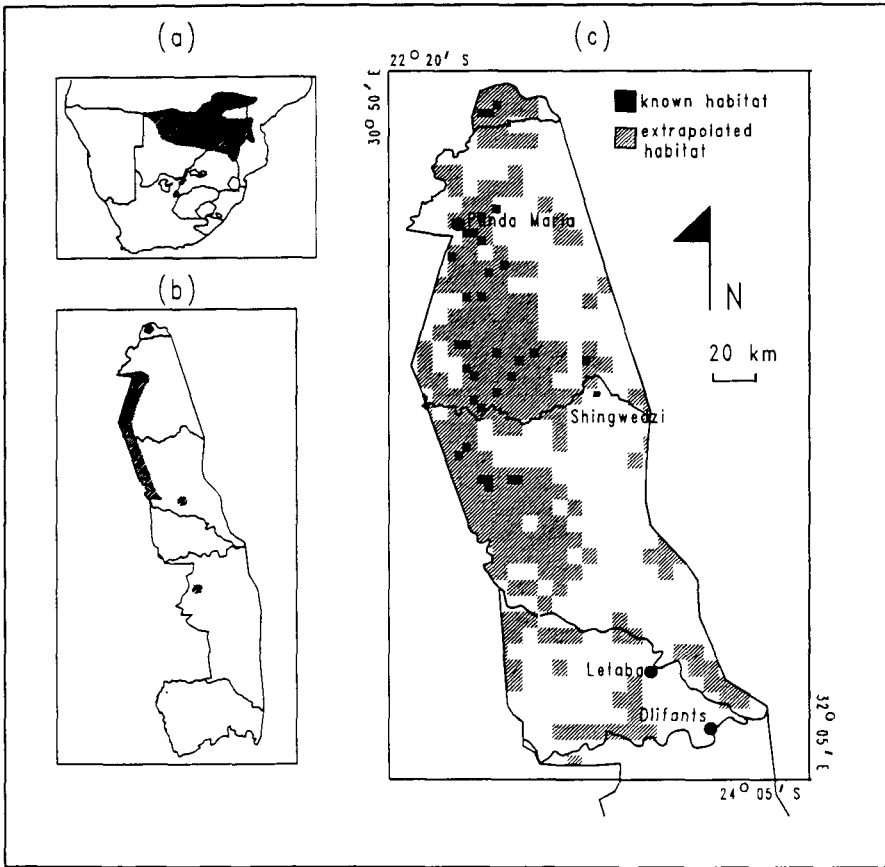 (a)
(b)
(c)
22° 20′ S
30° 50′ E
known habitat
extrapolated
habitat
Punda Maria
N
20 km
Shingwedzi
Letaba
Olifants
32° 05′ E
24° 05′ S